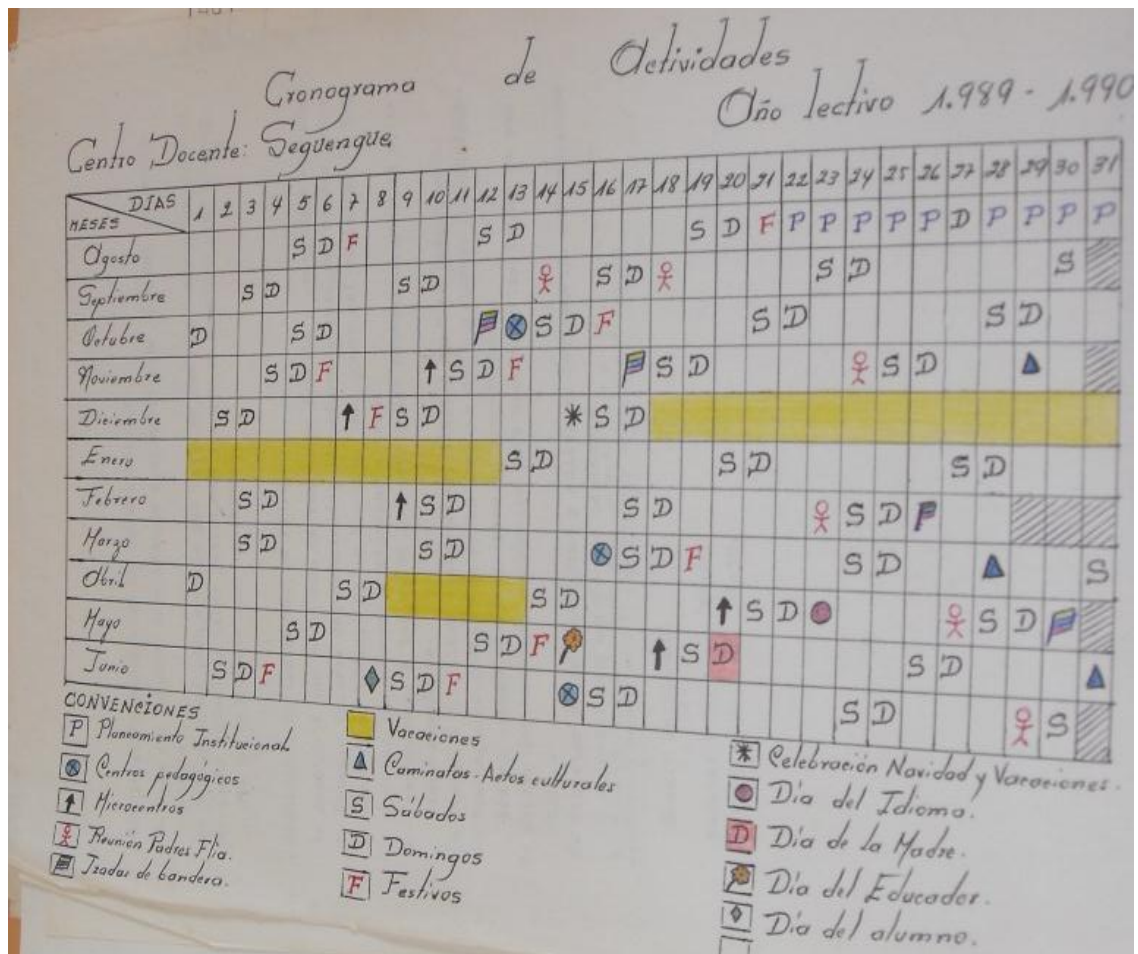 Cronograma de Actividades
Año lectivo 1.989 - 1.990
Centro Docente: Seguengue
DIAS 1 2 3 4 5 6 7 8 9 10 11 12 13 14 15 16 17 18 19 20 21 22 23 24 25 26 27 28 29 30 31
MESES
Agosto S D F S D S D F P P P P P D P P P P
Septiembre S D S D S D S D S
Octubre D S D S D F S D S D
Noviembre S D F S D F S D S D
Diciembre S D F S D S D
Enero S D S D S D
Febrero S D S D S D S D
Marzo S D S D S D F S D S
Abril D S D S D S D S D
Mayo S D S D F S D S D
Junio S D F S D F S D S D S
CONVENCIONES
P Planeamiento Institucional
Centros pedagógicos
Microcentros
Reunión Padres Flia.
Izadas de bandera.
Vacaciones
Caminatas-Actos culturales
S Sábados
D Domingos
F Festivos
Celebración Navidad y Vacaciones.
Día del Idioma.
D Día de la Madre.
Día del Educador.
Día del alumno.